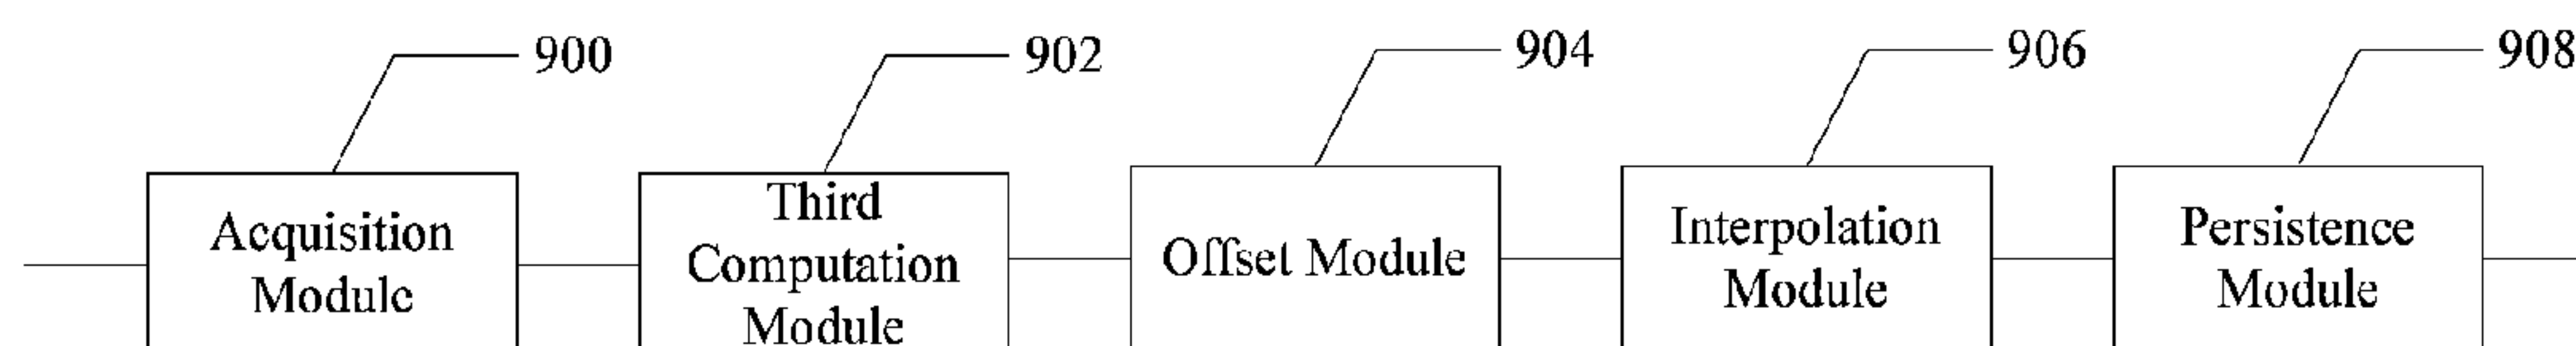 900
902
904
906
908
Acquisition
Module
Third
Computation
Module
Offset Module
Interpolation
Module
Persistence
Module